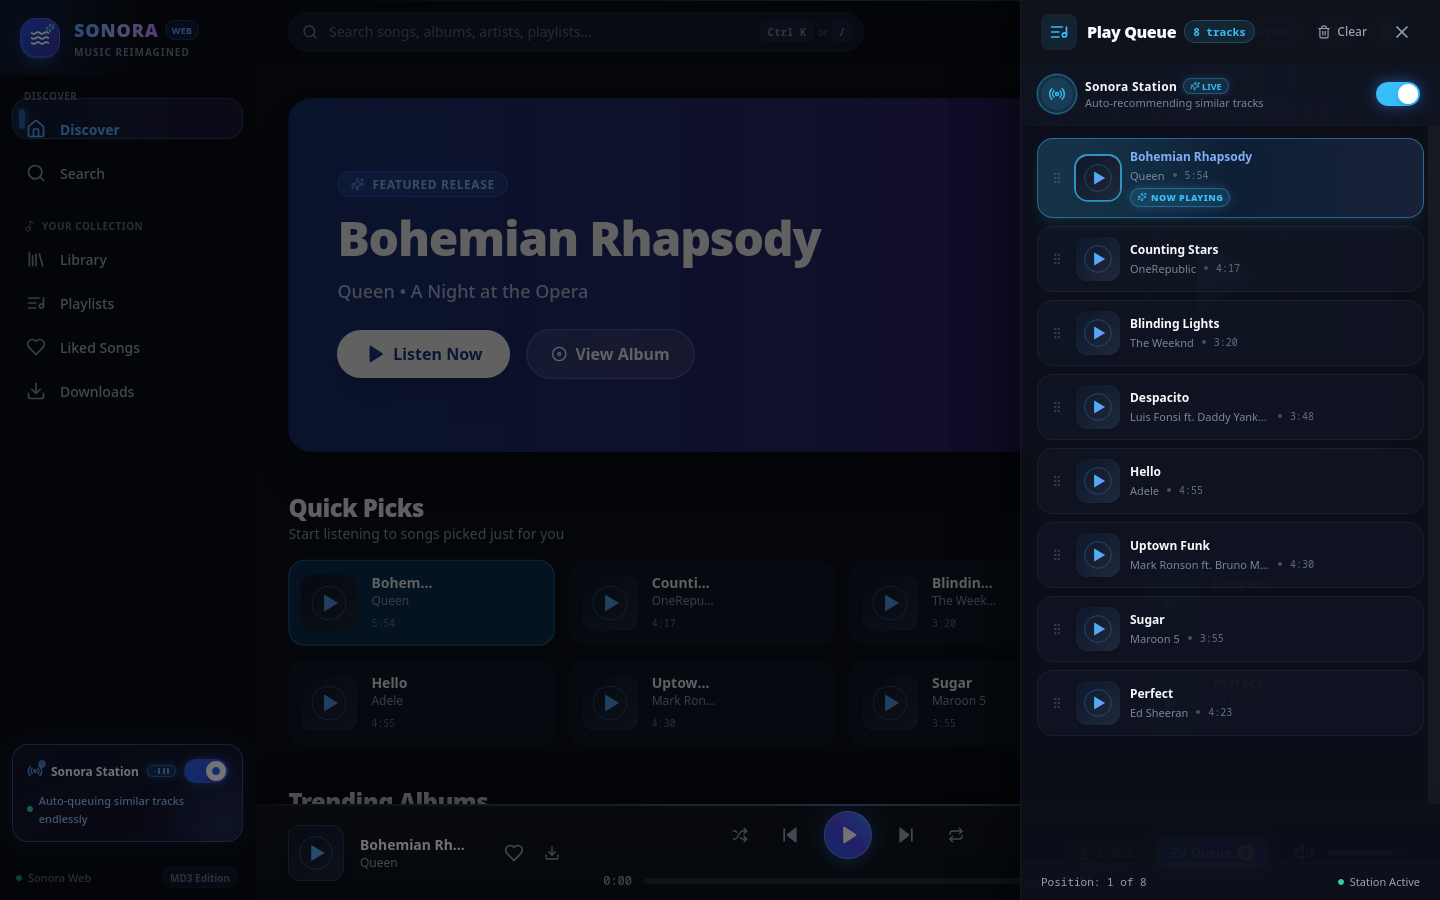 SONORA WEB
MUSIC REIMAGINED
DISCOVER
Discover
Search
YOUR COLLECTION
Library
Playlists
Liked Songs
Downloads
Sonora Station
Auto-queuing similar tracks
endlessly
Sonora Web
MD3 Edition
Search songs, albums, artists, playlists...
Ctrl K or /
FEATURED RELEASE
Bohemian Rhapsody
Queen • A Night at the Opera
Listen Now
View Album
Quick Picks
Start listening to songs picked just for you
Bohem...
Queen
5:54
Counti...
OneRepu...
4:17
Blindin...
The Week...
3:20
Hello
Adele
4:55
Uptow...
Mark Ron...
4:30
Sugar
Maroon 5
3:55
Trending Albums
Bohemian Rh...
Queen
0:00
Play Queue
8 tracks
Clear
Sonora Station
LIVE
Auto-recommending similar tracks
Bohemian Rhapsody
Queen • 5:54
NOW PLAYING
Counting Stars
OneRepublic • 4:17
Blinding Lights
The Weeknd • 3:20
Despacito
Luis Fonsi ft. Daddy Yank... • 3:48
Hello
Adele • 4:55
Uptown Funk
Mark Ronson ft. Bruno M... • 4:30
Despac
Sugar
Maroon 5 • 3:55
Perfect
Perfect
Ed Sheeran • 4:23
Lyrics
Queue 8
Position: 1 of 8
Station Active